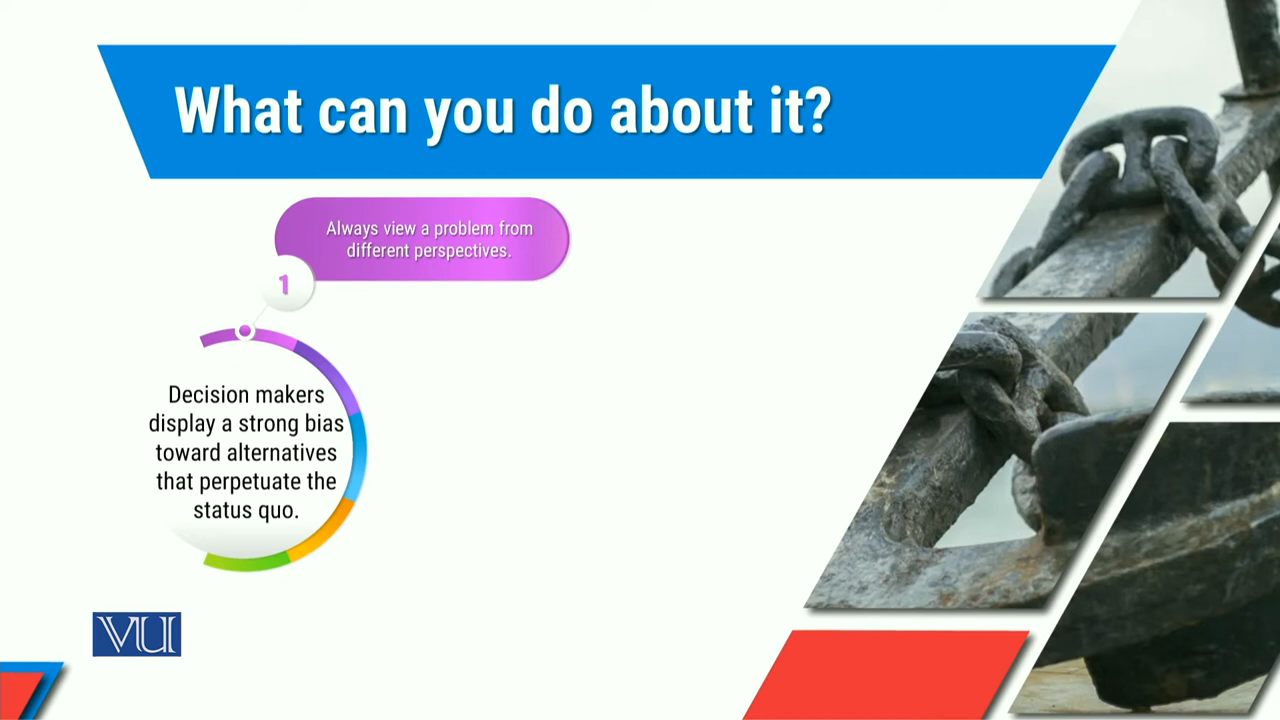 What can you do about it?
Always view a problem from
different perspectives.
1
Decision makers
display a strong bias
toward alternatives
that perpetuate the
status quo.
VU